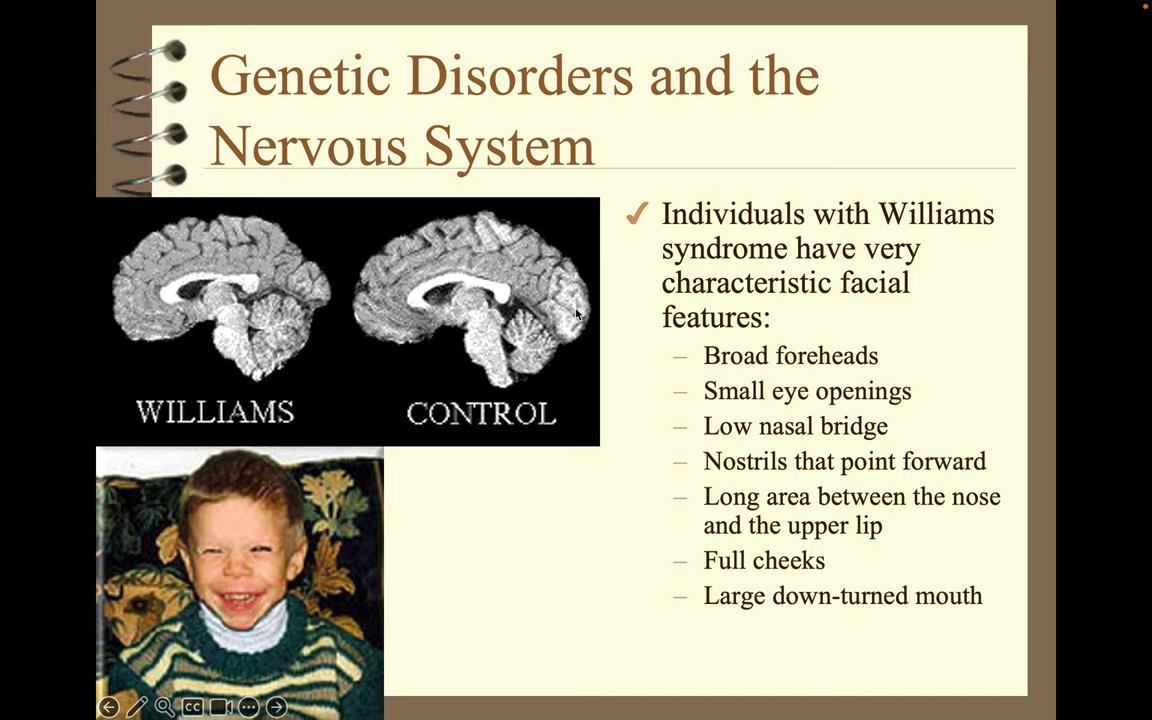 Genetic Disorders and the
Nervous System
WILLIAMS
CONTROL
✓ Individuals with Williams
syndrome have very
characteristic facial
features:
– Broad foreheads
– Small eye openings
– Low nasal bridge
– Nostrils that point forward
– Long area between the nose
and the upper lip
– Full cheeks
– Large down-turned mouth
CC